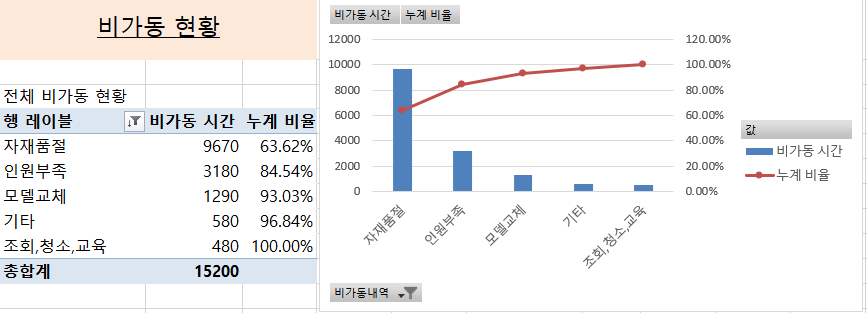 비가동 현황
전체 비가동 현황
행 레이블 비가동 시간 누계 비율
자재품절 9670 63.62%
인원부족 3180 84.54%
모델교체 1290 93.03%
기타 580 96.84%
조회,청소,교육 480 100.00%
총합계 15200
비가동 시간 누계 비율
12000
10000
8000
6000
4000
2000
0
120.00%
100.00%
80.00%
60.00%
40.00%
20.00%
0.00%
자재품절
인원부족
모델교체
기타
조회,청소,교육
값
비가동 시간
누계 비율
비가동내역